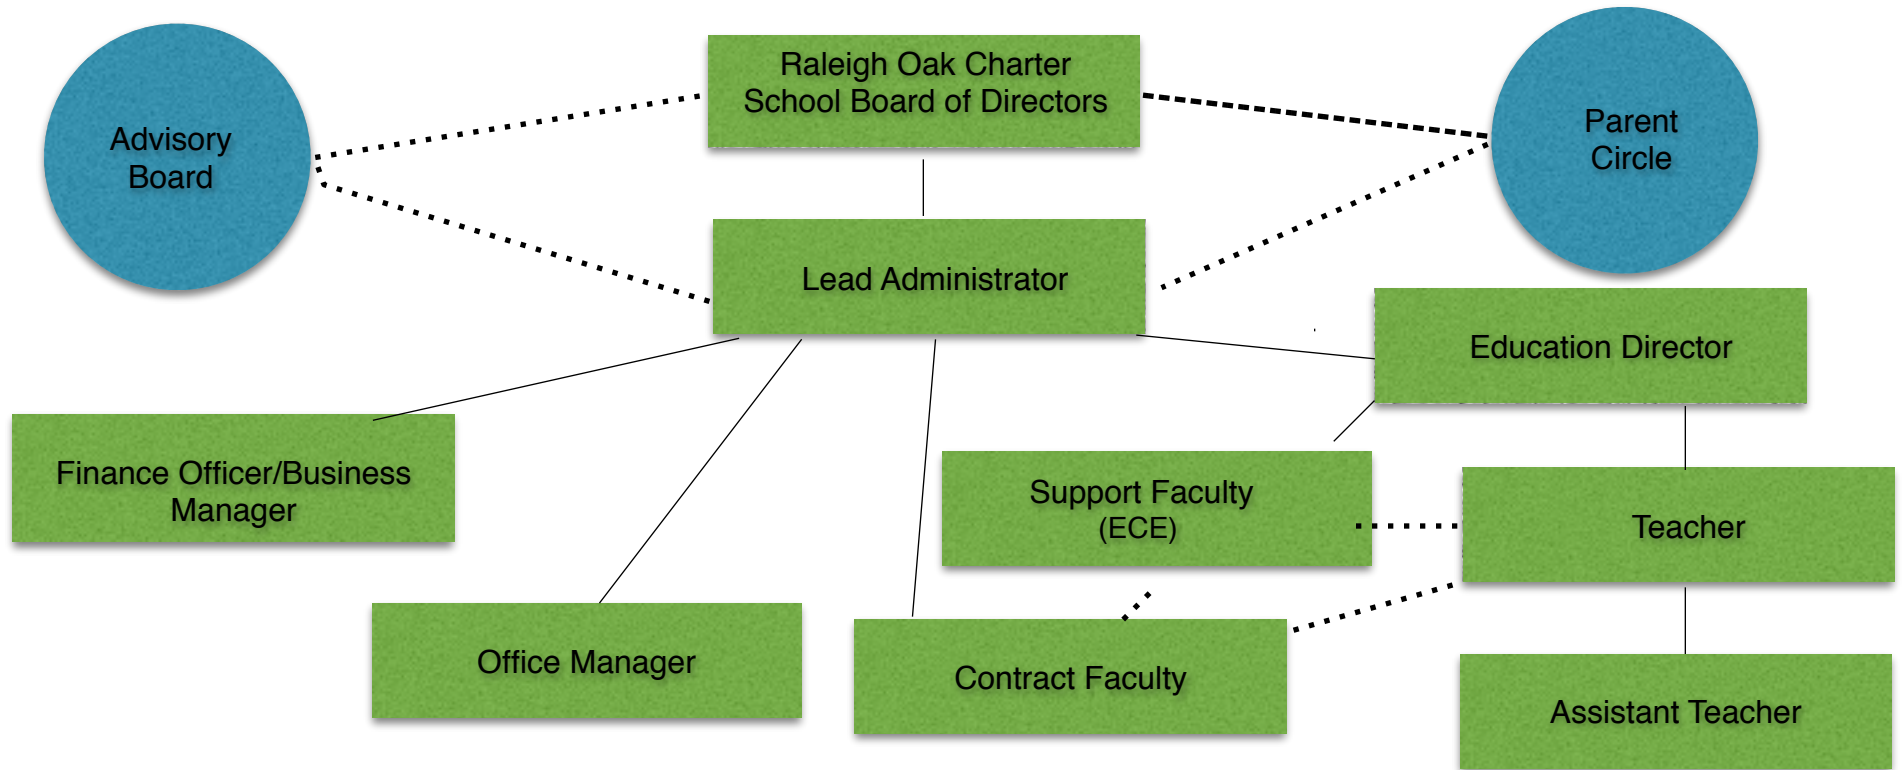 Raleigh Oak Charter
School Board of Directors
Advisory
Board
Parent
Circle
Lead Administrator
Education Director
Finance Officer/Business
Manager
Support Faculty
(ECE)
Teacher
Office Manager
Contract Faculty
Assistant Teacher